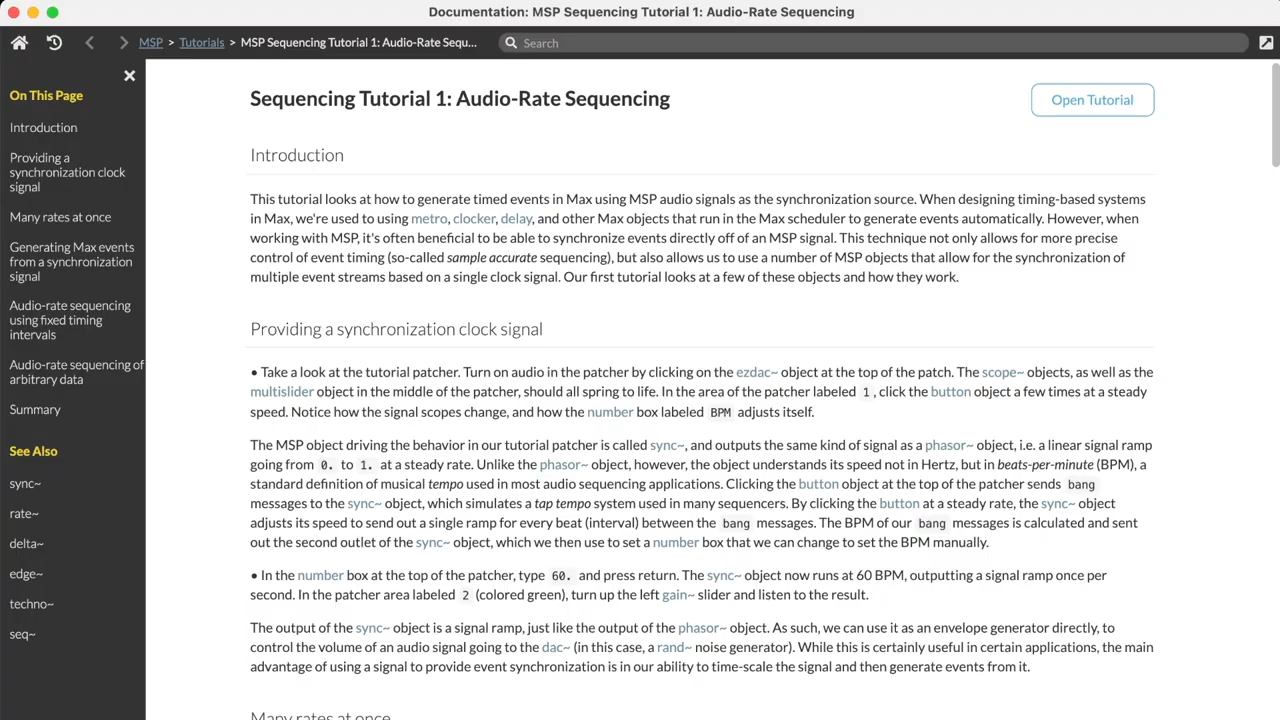 Documentation: MSP Sequencing Tutorial 1: Audio-Rate Sequencing
MSP > Tutorials > MSP Sequencing Tutorial 1: Audio-Rate Sequ...
Search
On This Page
Introduction
Providing a
synchronization clock
signal
Many rates at once
Generating Max events
from a synchronization
signal
Audio-rate sequencing
using fixed timing
intervals
Audio-rate sequencing of
arbitrary data
Summary
See Also
sync~
rate~
delta~
edge~
techno~
seq~
Sequencing Tutorial 1: Audio-Rate Sequencing
Open Tutorial
Introduction
This tutorial looks at how to generate timed events in Max using MSP audio signals as the synchronization source. When designing timing-based systems
in Max, we're used to using metro, clocker, delay, and other Max objects that run in the Max scheduler to generate events automatically. However, when
working with MSP, it's often beneficial to be able to synchronize events directly off of an MSP signal. This technique not only allows for more precise
control of event timing (so-called sample accurate sequencing), but also allows us to use a number of MSP objects that allow for the synchronization of
multiple event streams based on a single clock signal. Our first tutorial looks at a few of these objects and how they work.
Providing a synchronization clock signal
• Take a look at the tutorial patcher. Turn on audio in the patcher by clicking on the ezdac~ object at the top of the patch. The scope~ objects, as well as the
multislider object in the middle of the patcher, should all spring to life. In the area of the patcher labeled 1, click the button object a few times at a steady
speed. Notice how the signal scopes change, and how the number box labeled BPM adjusts itself.
The MSP object driving the behavior in our tutorial patcher is called sync~, and outputs the same kind of signal as a phasor~ object, i.e. a linear signal ramp
going from 0. to 1. at a steady rate. Unlike the phasor~ object, however, the object understands its speed not in Hertz, but in beats-per-minute (BPM), a
standard definition of musical tempo used in most audio sequencing applications. Clicking the button object at the top of the patcher sends bang
messages to the sync~ object, which simulates a tap tempo system used in many sequencers. By clicking the button at a steady rate, the sync~ object
adjusts its speed to send out a single ramp for every beat (interval) between the bang messages. The BPM of our bang messages is calculated and sent
out the second outlet of the sync~ object, which we then use to set a number box that we can change to set the BPM manually.
• In the number box at the top of the patcher, type 60. and press return. The sync~ object now runs at 60 BPM, outputting a signal ramp once per
second. In the patcher area labeled 2 (colored green), turn up the left gain~ slider and listen to the result.
The output of the sync~ object is a signal ramp, just like the output of the phasor~ object. As such, we can use it as an envelope generator directly, to
control the volume of an audio signal going to the dac~ (in this case, a rand~ noise generator). While this is certainly useful in certain applications, the main
advantage of using a signal to provide event synchronization is in our ability to time-scale the signal and then generate events from it.
Many rates at once